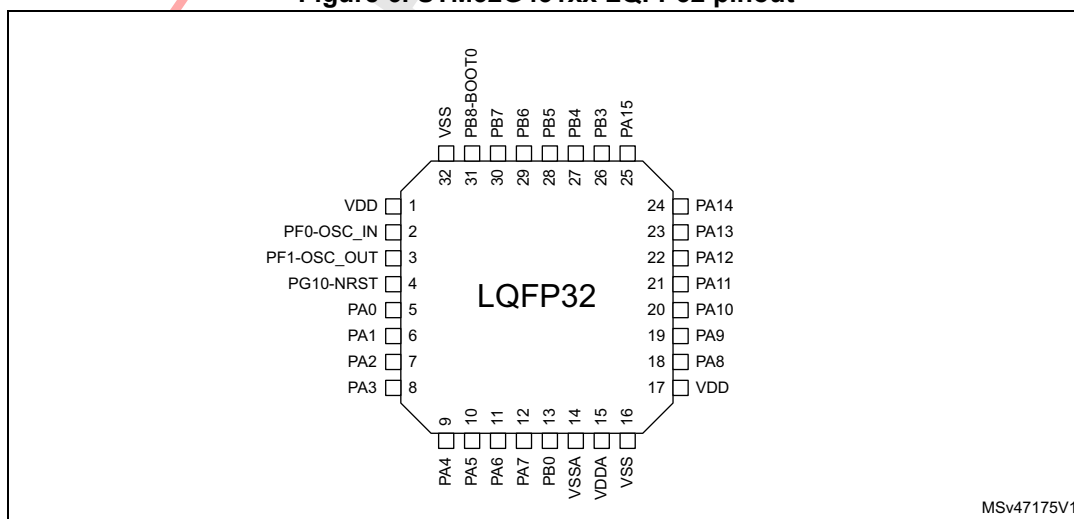 VSS
PB8-BOOT0
PB7
PB6
PB5
PB4
PB3
PA15
32
31
30
29
28
27
26
25
VDD 1
PF0-OSC_IN 2
PF1-OSC_OUT 3
PG10-NRST 4
PA0 5
PA1 6
PA2 7
PA3 8
LQFP32
24 PA14
23 PA13
22 PA12
21 PA11
20 PA10
19 PA9
18 PA8
17 VDD
9
10
11
12
13
14
15
16
PA4
PA5
PA6
PA7
PB0
VSSA
VDDA
VSS
MSv47175V1